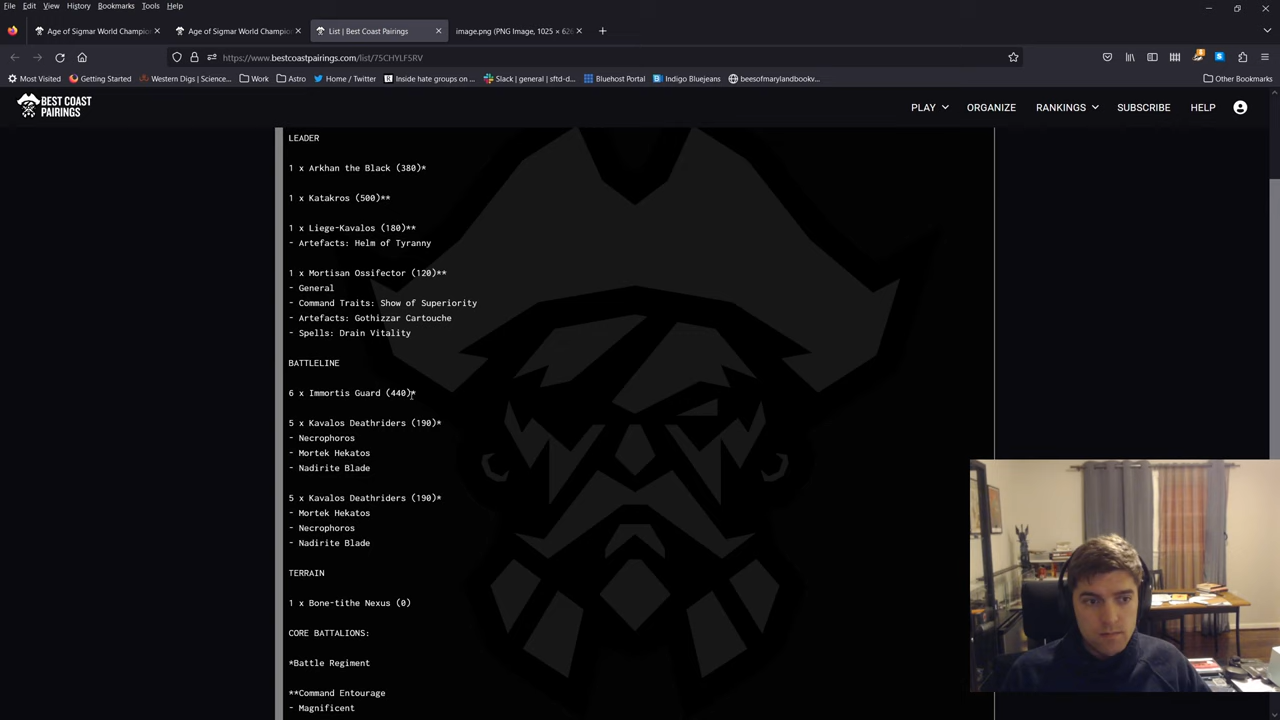 File Edit View History Bookmarks Tools Help
Age of Sigmar World Champion
Age of Sigmar World Champion
List | Best Coast Pairings
image.png (PNG Image, 1025 × 628
https://www.bestcoastpairings.com/list/75CHYLF5RV
Most Visited Getting Started Western Digs | Science... Work Astro Home / Twitter Inside hate groups on ... Slack | general | sftd-d... Bluehost Portal Indigo Bluejeans beesofmarylandbookv... Other Bookmarks
BEST COAST PAIRINGS
PLAY ORGANIZE RANKINGS SUBSCRIBE HELP
LEADER
1 x Arkhan the Black (380)*
1 x Katakros (500)**
1 x Liege-Kavalos (180)**
- Artefacts: Helm of Tyranny
1 x Mortisan Ossifector (120)**
- General
- Command Traits: Show of Superiority
- Artefacts: Gothizzar Cartouche
- Spells: Drain Vitality
BATTLELINE
6 x Immortis Guard (440)*
5 x Kavalos Deathriders (190)*
- Necrophoros
- Mortek Hekatos
- Nadirite Blade
5 x Kavalos Deathriders (190)*
- Mortek Hekatos
- Necrophoros
- Nadirite Blade
TERRAIN
1 x Bone-tithe Nexus (0)
CORE BATTALIONS:
*Battle Regiment
**Command Entourage
- Magnificent